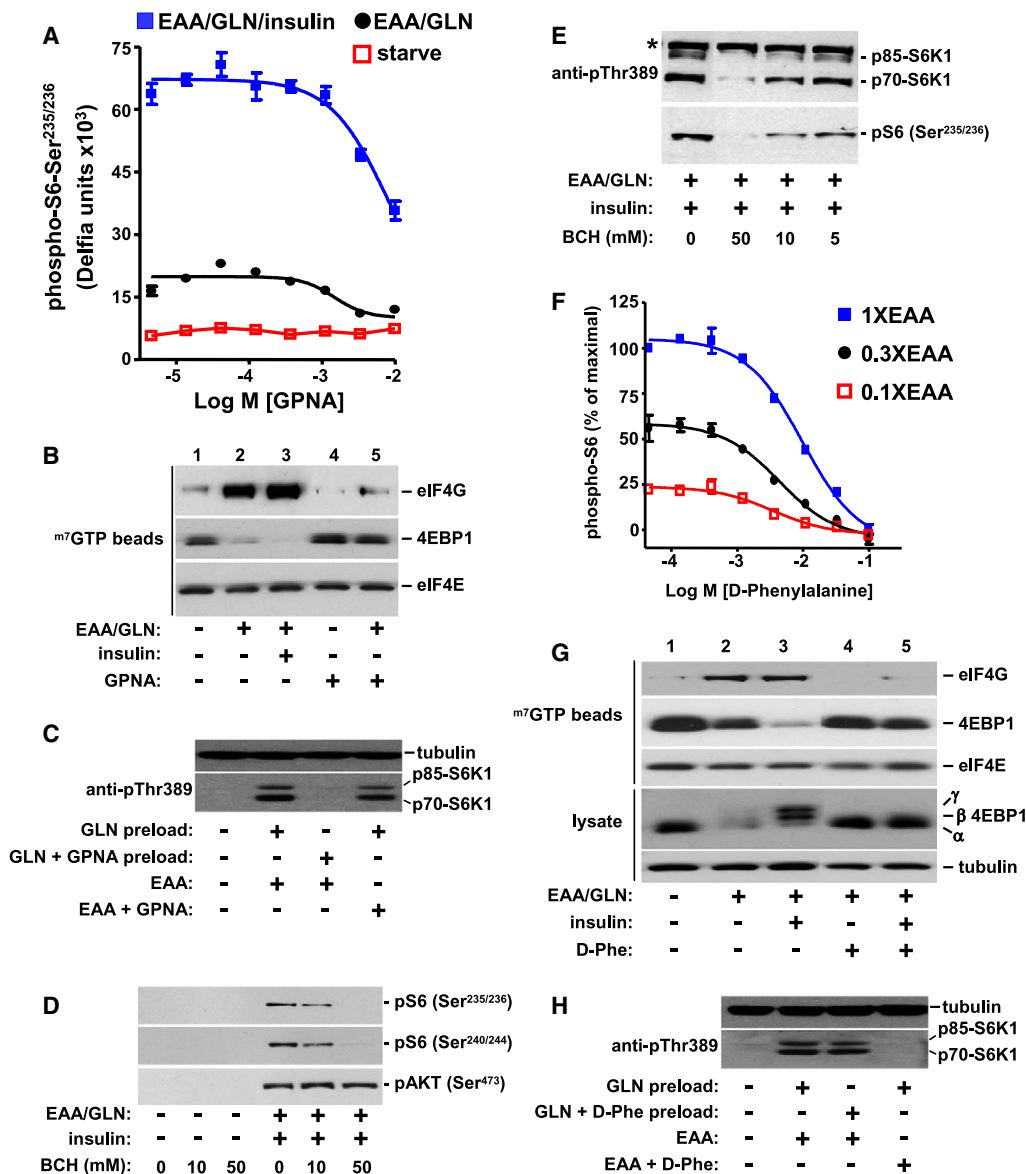 A
EAA/GLN/insulin
EAA/GLN
starve
phospho-S6-Ser235/236
(Delfia units x10³)
75
60
45
30
15
0
-5 -4 -3 -2
Log M [GPNA]
B
1 2 3 4 5
m7GTP beads
eIF4G
4EBP1
eIF4E
EAA/GLN: - + + - +
insulin: - - + - -
GPNA: - - - + +
C
tubulin
anti-pThr389
p85-S6K1
p70-S6K1
GLN preload: - + - +
GLN + GPNA preload: - - + -
EAA: - + + -
EAA + GPNA: - - - +
D
pS6 (Ser235/236)
pS6 (Ser240/244)
pAKT (Ser473)
EAA/GLN: - - - + + +
insulin: - - - + + +
BCH (mM): 0 10 50 0 10 50
E
*
anti-pThr389
p85-S6K1
p70-S6K1
pS6 (Ser235/236)
EAA/GLN: + + + +
insulin: + + + +
BCH (mM): 0 50 10 5
F
phospho-S6 (% of maximal)
125
100
75
50
25
0
1XEAA
0.3XEAA
0.1XEAA
-4 -3 -2 -1
Log M [D-Phenylalanine]
G
1 2 3 4 5
m7GTP beads
eIF4G
4EBP1
eIF4E
lysate
γ
β 4EBP1
α
tubulin
EAA/GLN: - + + + +
insulin: - - + - +
D-Phe: - - - + +
H
tubulin
anti-pThr389
p85-S6K1
p70-S6K1
GLN preload: - + - +
GLN + D-Phe preload: - - + -
EAA: - + + -
EAA + D-Phe: - - - +